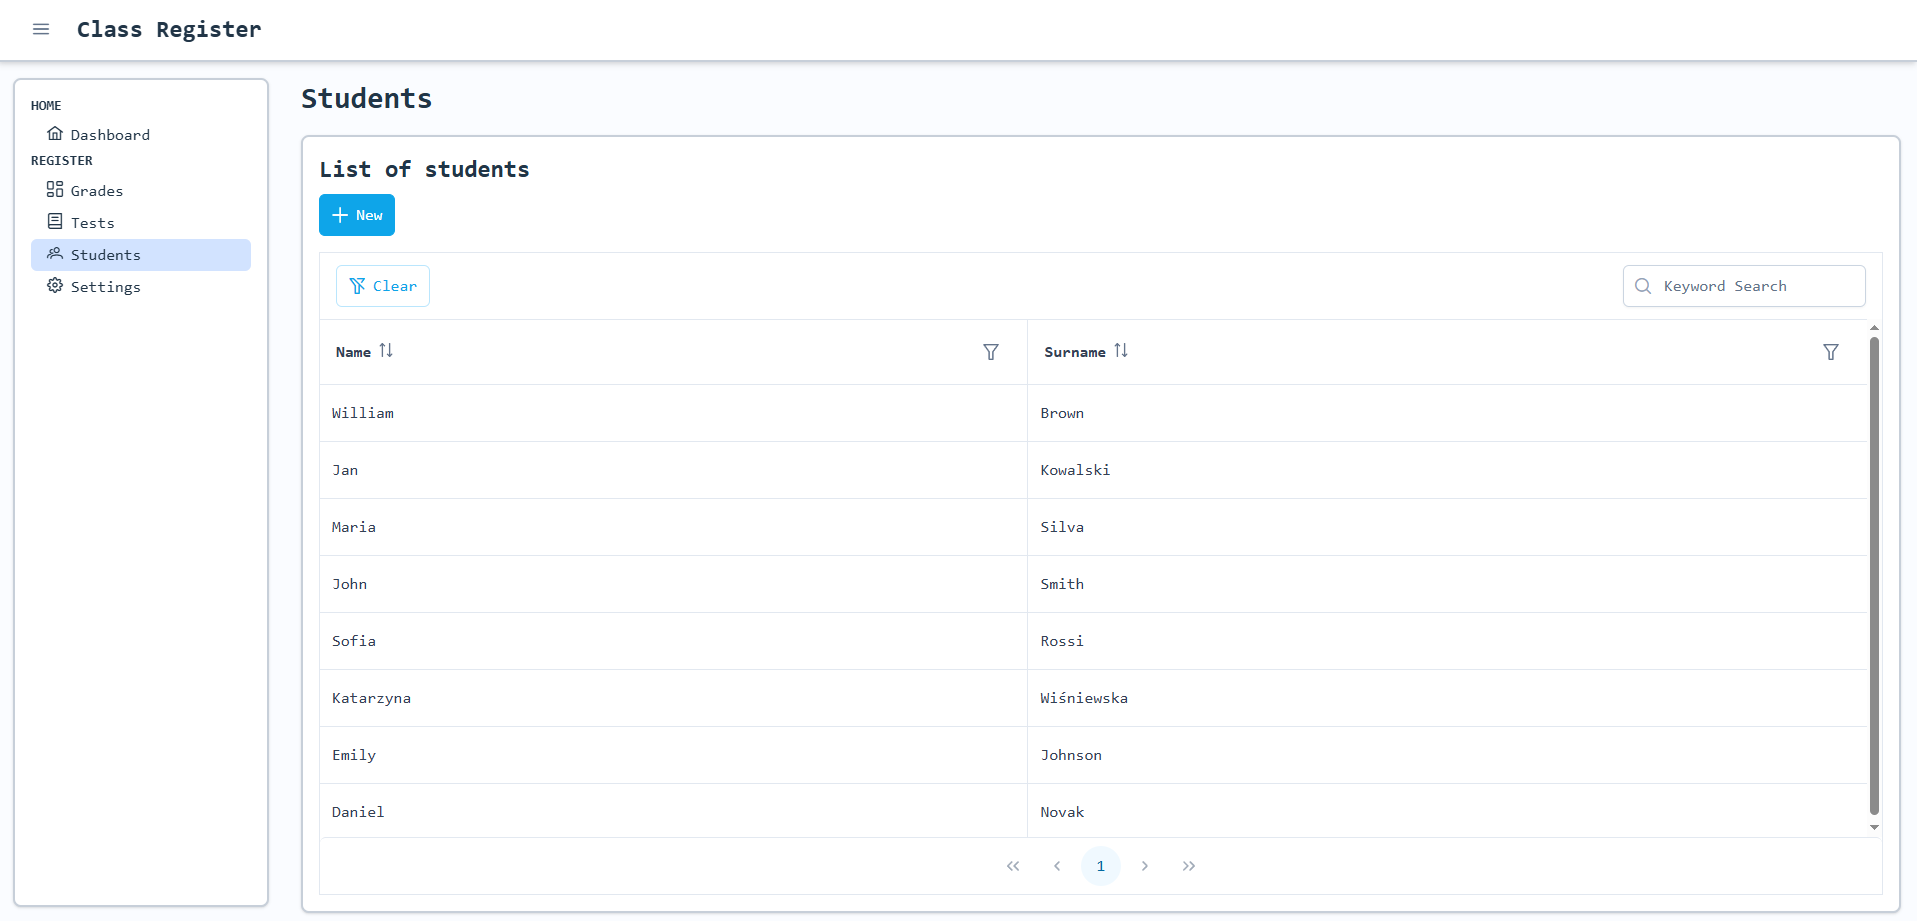 Class Register
HOME
Dashboard
REGISTER
Grades
Tests
Students
Settings
Students
List of students
New
Clear
Keyword Search
Name Surname
William Brown
Jan Kowalski
Maria Silva
John Smith
Sofia Rossi
Katarzyna Wiśniewska
Emily Johnson
Daniel Novak
1